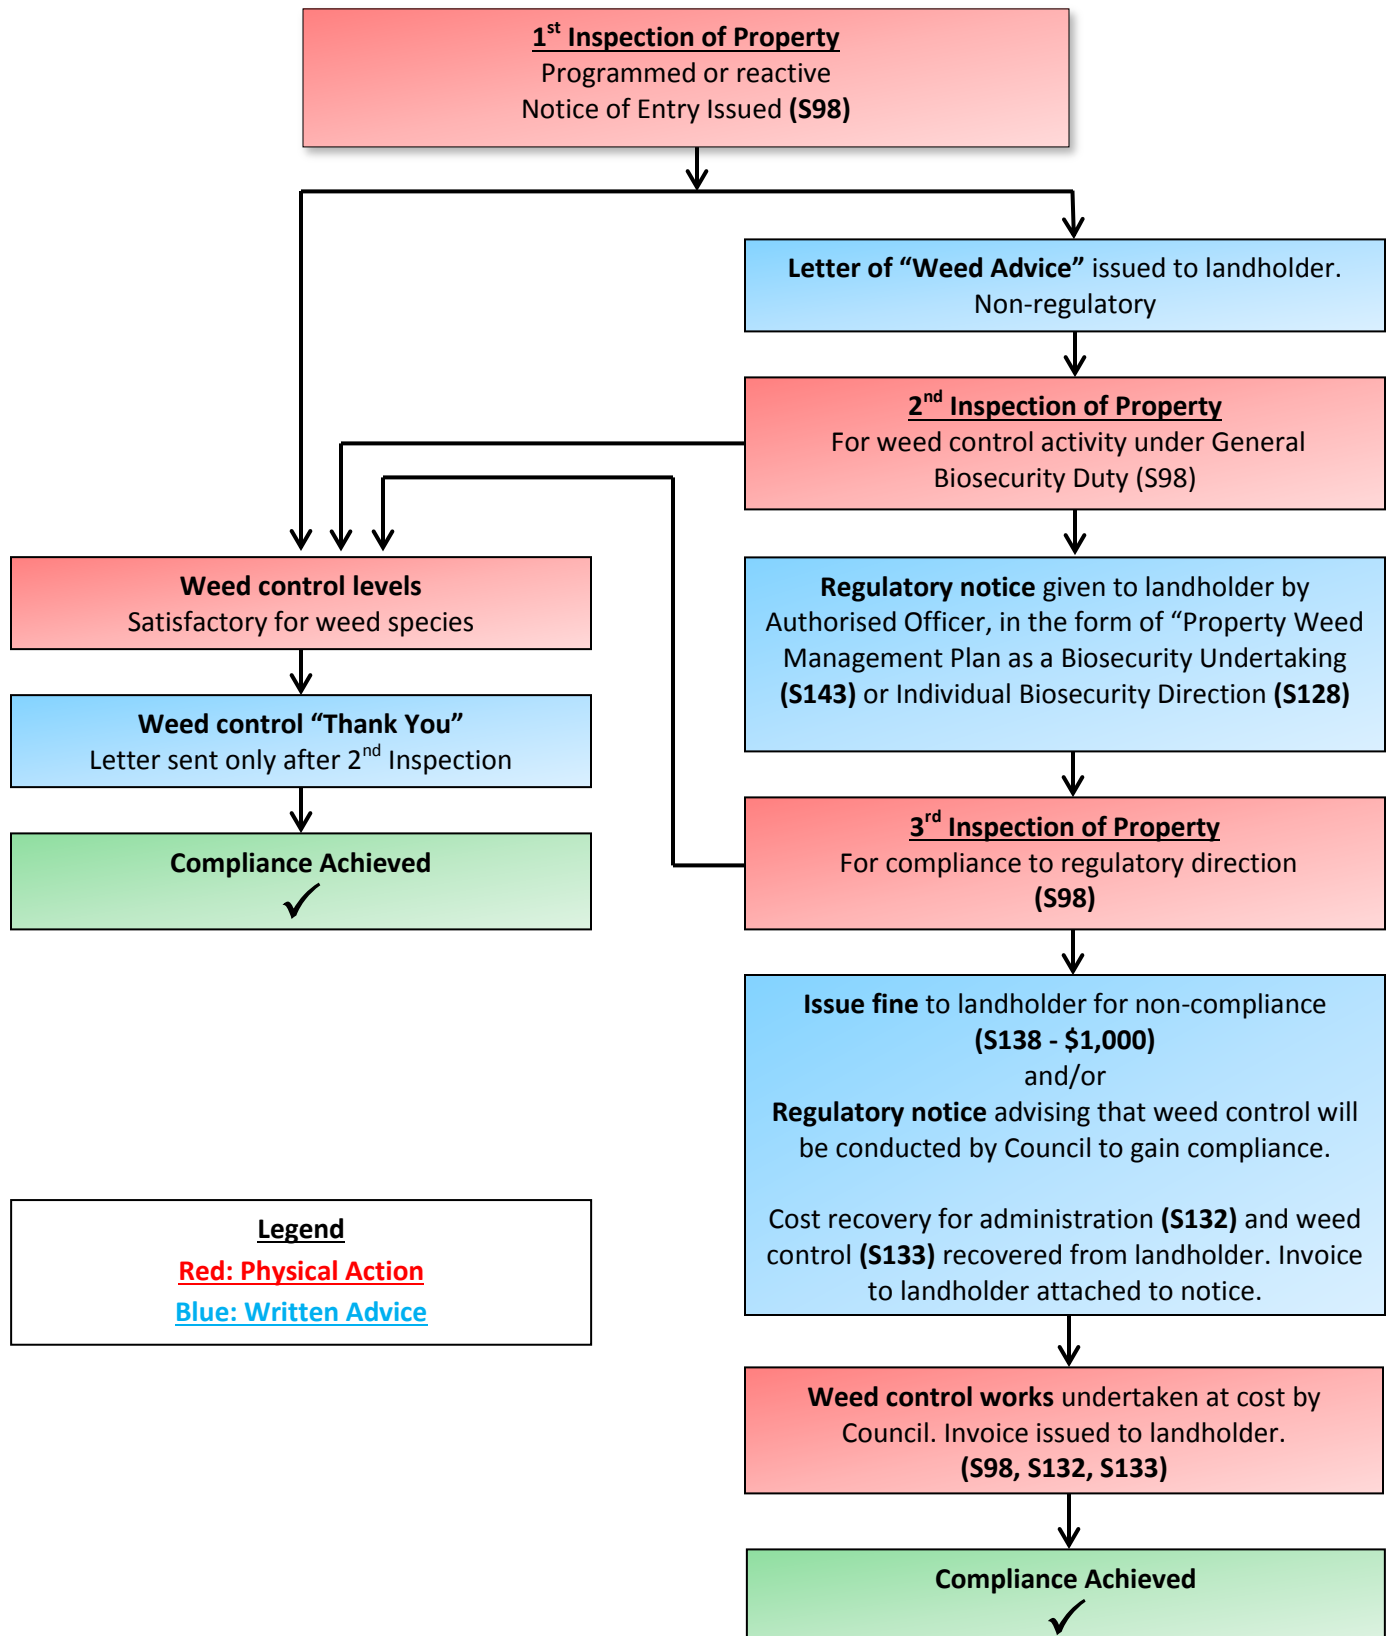 1st Inspection of Property
Programmed or reactive
Notice of Entry Issued (S98)
Letter of “Weed Advice” issued to landholder.
Non-regulatory
2nd Inspection of Property
For weed control activity under General
Biosecurity Duty (S98)
Weed control levels
Satisfactory for weed species
Regulatory notice given to landholder by
Authorised Officer, in the form of “Property Weed
Management Plan as a Biosecurity Undertaking
(S143) or Individual Biosecurity Direction (S128)
Weed control “Thank You”
Letter sent only after 2nd Inspection
3rd Inspection of Property
For compliance to regulatory direction
(S98)
Compliance Achieved
Issue fine to landholder for non-compliance
(S138 - $1,000)
and/or
Regulatory notice advising that weed control will
be conducted by Council to gain compliance.
Cost recovery for administration (S132) and weed
control (S133) recovered from landholder. Invoice
to landholder attached to notice.
Legend
Red: Physical Action
Blue: Written Advice
Weed control works undertaken at cost by
Council. Invoice issued to landholder.
(S98, S132, S133)
Compliance Achieved